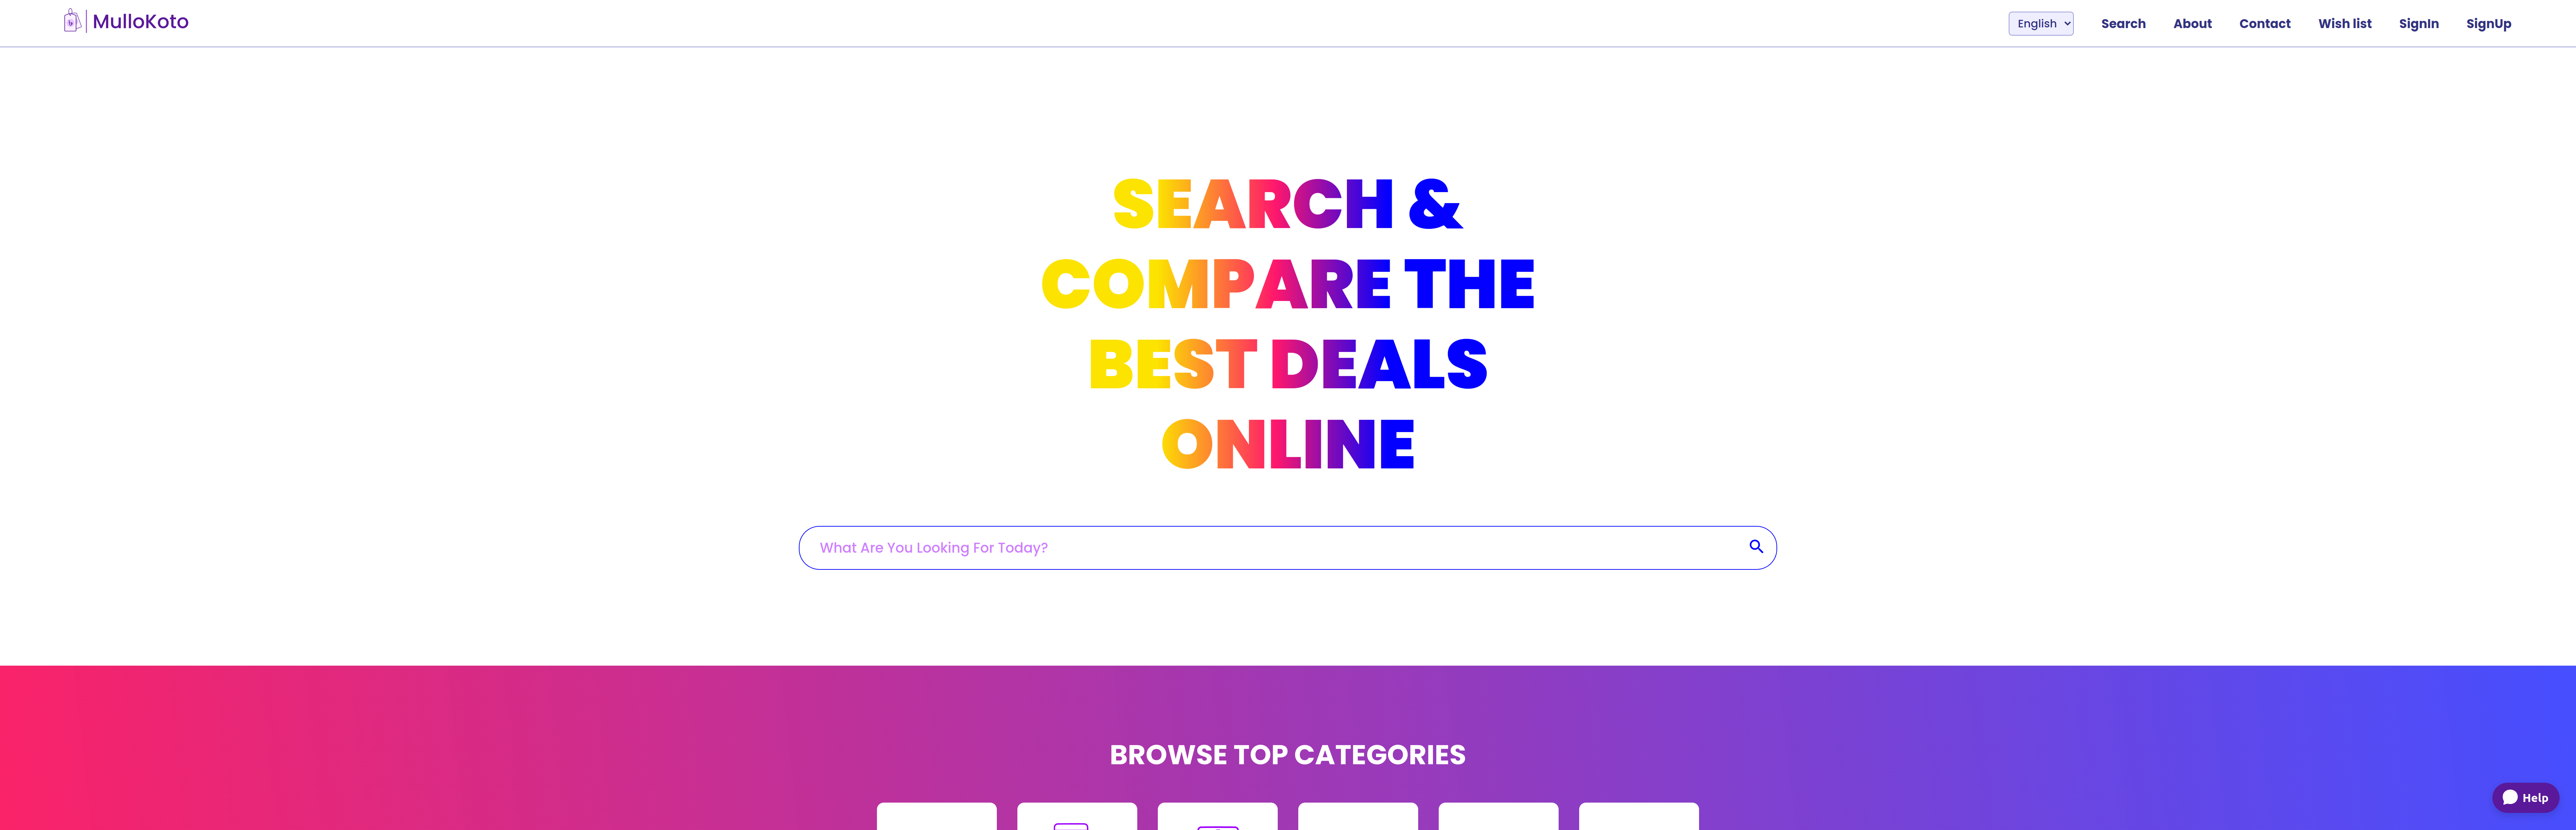 MulloKoto
English
Search
About
Contact
Wish list
SignIn
SignUp
SEARCH &
COMPARE THE
BEST DEALS
ONLINE
What Are You Looking For Today?
BROWSE TOP CATEGORIES
Help